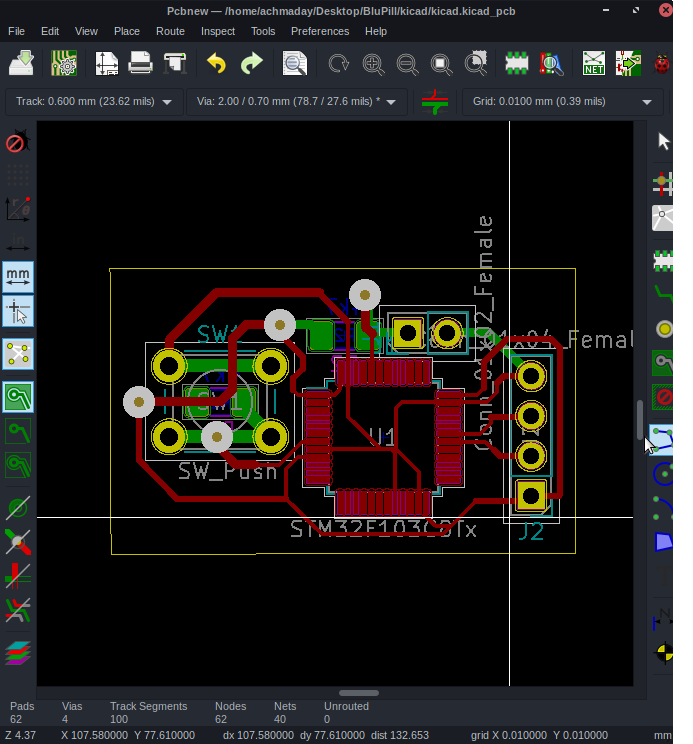 Pcbnew — /home/achmaday/Desktop/BluPill/kicad/kicad.kicad_pcb
File Edit View Place Route Inspect Tools Preferences Help
NET
Track: 0.600 mm (23.62 mils) Via: 2.00 / 0.70 mm (78.7 / 27.6 mils) * Grid: 0.0100 mm (0.39 mils)
in
mm
SW1
SW_Push
U1
STM32F103C8Tx
J2
Pads Vias Track Segments Nodes Nets Unrouted
62 4 100 62 40 0
Z 4.37 X 107.580000 Y 77.610000 dx 107.580000 dy 77.610000 dist 132.653 grid X 0.010000 Y 0.010000 mm